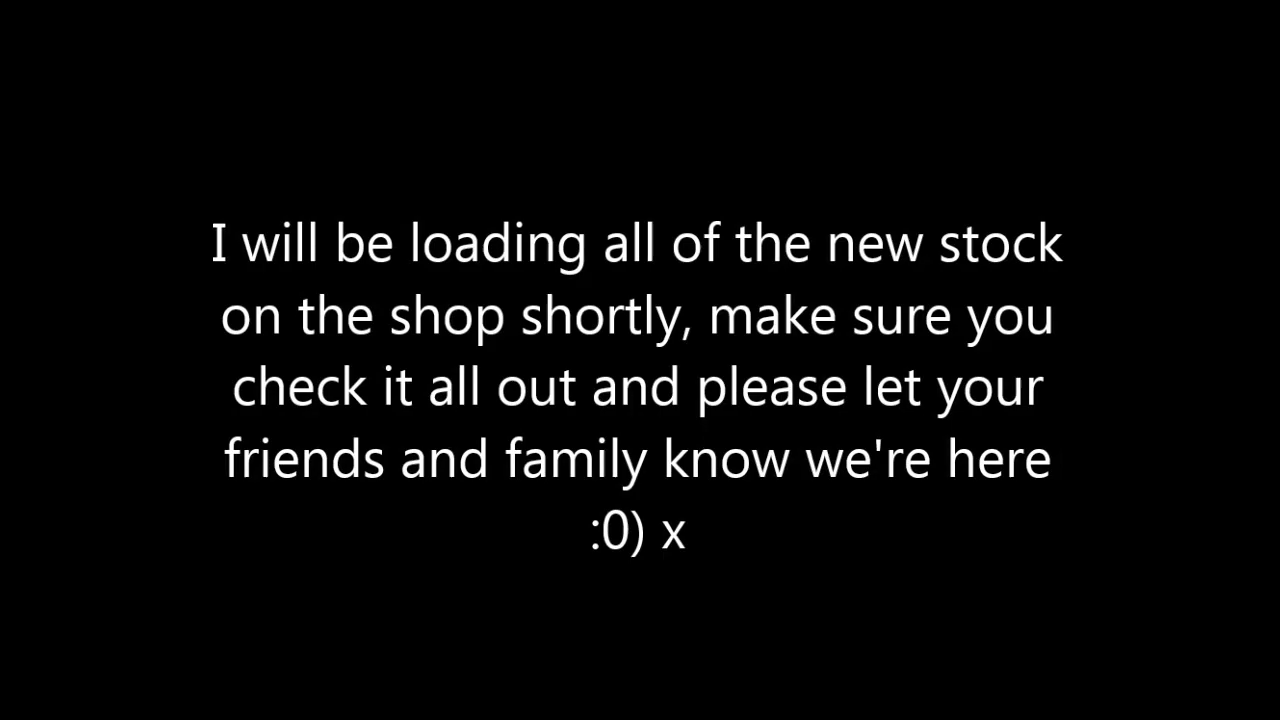 I will be loading all of the new stock
on the shop shortly, make sure you
check it all out and please let your
friends and family know we're here
:0) x